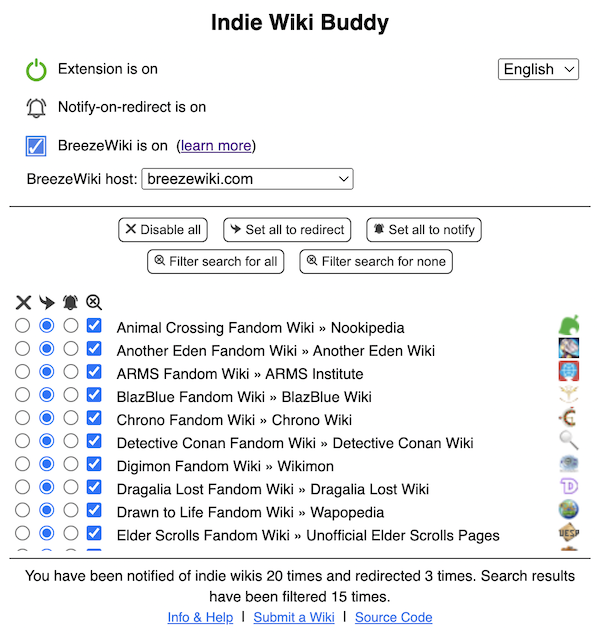 Indie Wiki Buddy
Extension is on
English
Notify-on-redirect is on
BreezeWiki is on (learn more)
BreezeWiki host: breezewiki.com
Disable all
Set all to redirect
Set all to notify
Filter search for all
Filter search for none
Animal Crossing Fandom Wiki » Nookipedia
Another Eden Fandom Wiki » Another Eden Wiki
ARMS Fandom Wiki » ARMS Institute
BlazBlue Fandom Wiki » BlazBlue Wiki
Chrono Fandom Wiki » Chrono Wiki
Detective Conan Fandom Wiki » Detective Conan Wiki
Digimon Fandom Wiki » Wikimon
Dragalia Lost Fandom Wiki » Dragalia Lost Wiki
Drawn to Life Fandom Wiki » Wapopedia
Elder Scrolls Fandom Wiki » Unofficial Elder Scrolls Pages
UESP
You have been notified of indie wikis 20 times and redirected 3 times. Search results
have been filtered 15 times.
Info & Help | Submit a Wiki | Source Code